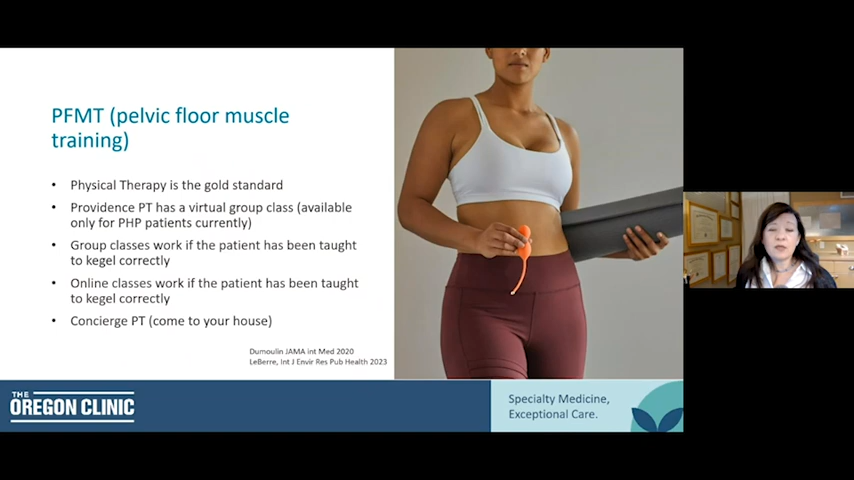 PFMT (pelvic floor muscle
training)
• Physical Therapy is the gold standard
• Providence PT has a virtual group class (available
only for PHP patients currently)
• Group classes work if the patient has been taught
to kegel correctly
• Online classes work if the patient has been taught
to kegel correctly
• Concierge PT (come to your house)
Dumoulin JAMA int Med 2020
LeBerre, Int J Envir Res Pub Health 2023
THE
OREGON CLINIC
Specialty Medicine,
Exceptional Care.